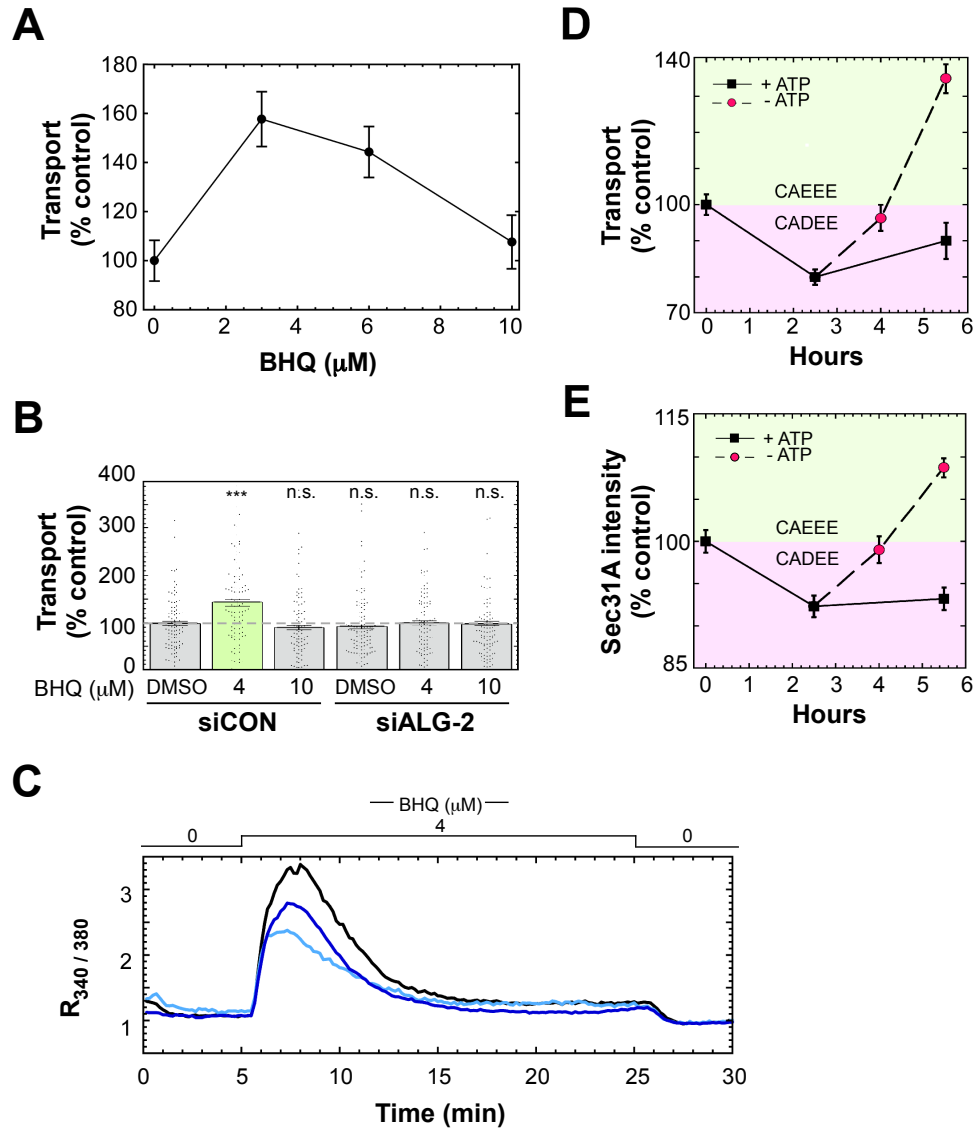 A
180
160
140
120
100
80
Transport
(% control)
0 2 4 6 8 10
BHQ (μM)
B
400
300
200
100
0
Transport
(% control)
*** n.s. n.s. n.s. n.s.
BHQ (μM) DMSO 4 10 DMSO 4 10
siCON siALG-2
C
BHQ (μM)
0 4 0
3
2
1
R340 / 380
0 5 10 15 20 25 30
Time (min)
D
140
100
70
Transport
(% control)
+ ATP
- ATP
CAEEE
CADEE
0 1 2 3 4 5 6
Hours
E
115
100
85
Sec31A intensity
(% control)
+ ATP
- ATP
CAEEE
CADEE
0 1 2 3 4 5 6
Hours